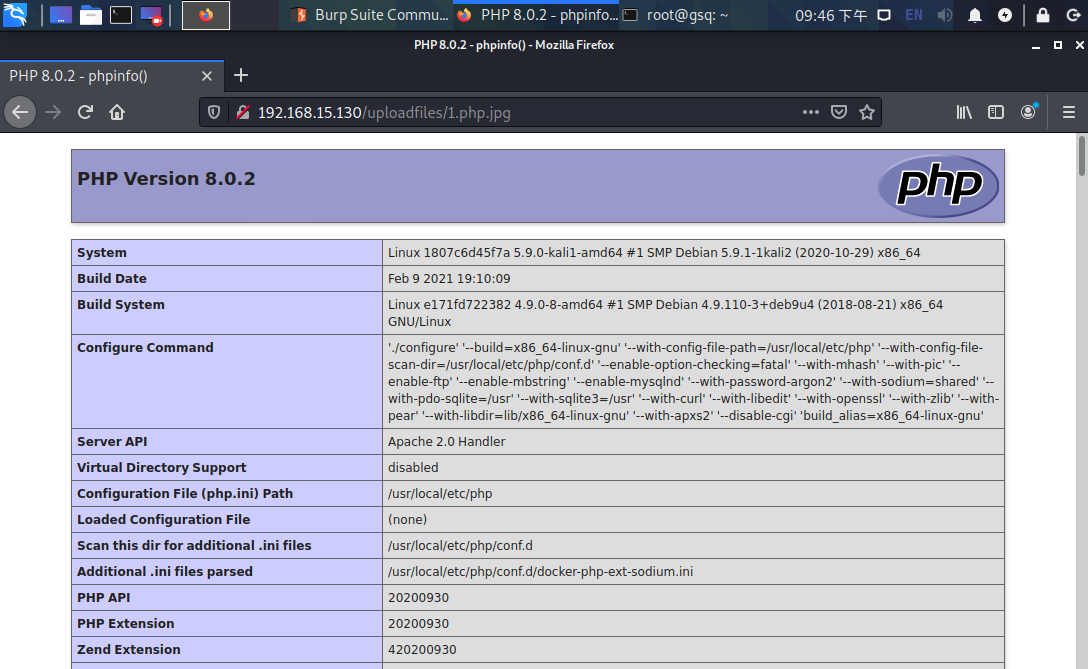 Burp Suite Commu...
PHP 8.0.2 - phpinfo...
root@gsq: ~
09:46 下午
EN
PHP 8.0.2 - phpinfo() - Mozilla Firefox
PHP 8.0.2 - phpinfo()
192.168.15.130/uploadfiles/1.php.jpg
PHP Version 8.0.2
php
System
Linux 1807c6d45f7a 5.9.0-kali1-amd64 #1 SMP Debian 5.9.1-1kali2 (2020-10-29) x86_64
Build Date
Feb 9 2021 19:10:09
Build System
Linux e171fd722382 4.9.0-8-amd64 #1 SMP Debian 4.9.110-3+deb9u4 (2018-08-21) x86_64
GNU/Linux
Configure Command
'./configure' '--build=x86_64-linux-gnu' '--with-config-file-path=/usr/local/etc/php' '--with-config-file-
scan-dir=/usr/local/etc/php/conf.d' '--enable-option-checking=fatal' '--with-mhash' '--with-pic' '--
enable-ftp' '--enable-mbstring' '--enable-mysqlnd' '--with-password-argon2' '--with-sodium=shared' '--
with-pdo-sqlite=/usr' '--with-sqlite3=/usr' '--with-curl' '--with-libedit' '--with-openssl' '--with-zlib' '--with-
pear' '--with-libdir=lib/x86_64-linux-gnu' '--with-apxs2' '--disable-cgi' 'build_alias=x86_64-linux-gnu'
Server API
Apache 2.0 Handler
Virtual Directory Support
disabled
Configuration File (php.ini) Path
/usr/local/etc/php
Loaded Configuration File
(none)
Scan this dir for additional .ini files
/usr/local/etc/php/conf.d
Additional .ini files parsed
/usr/local/etc/php/conf.d/docker-php-ext-sodium.ini
PHP API
20200930
PHP Extension
20200930
Zend Extension
420200930